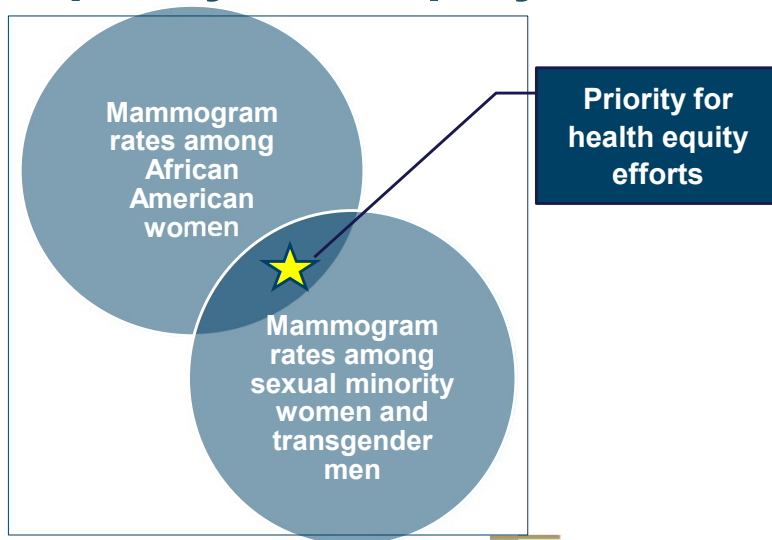 Mammogram
rates among
African
American
women
Priority for
health equity
efforts
Mammogram
rates among
sexual minority
women and
transgender
men